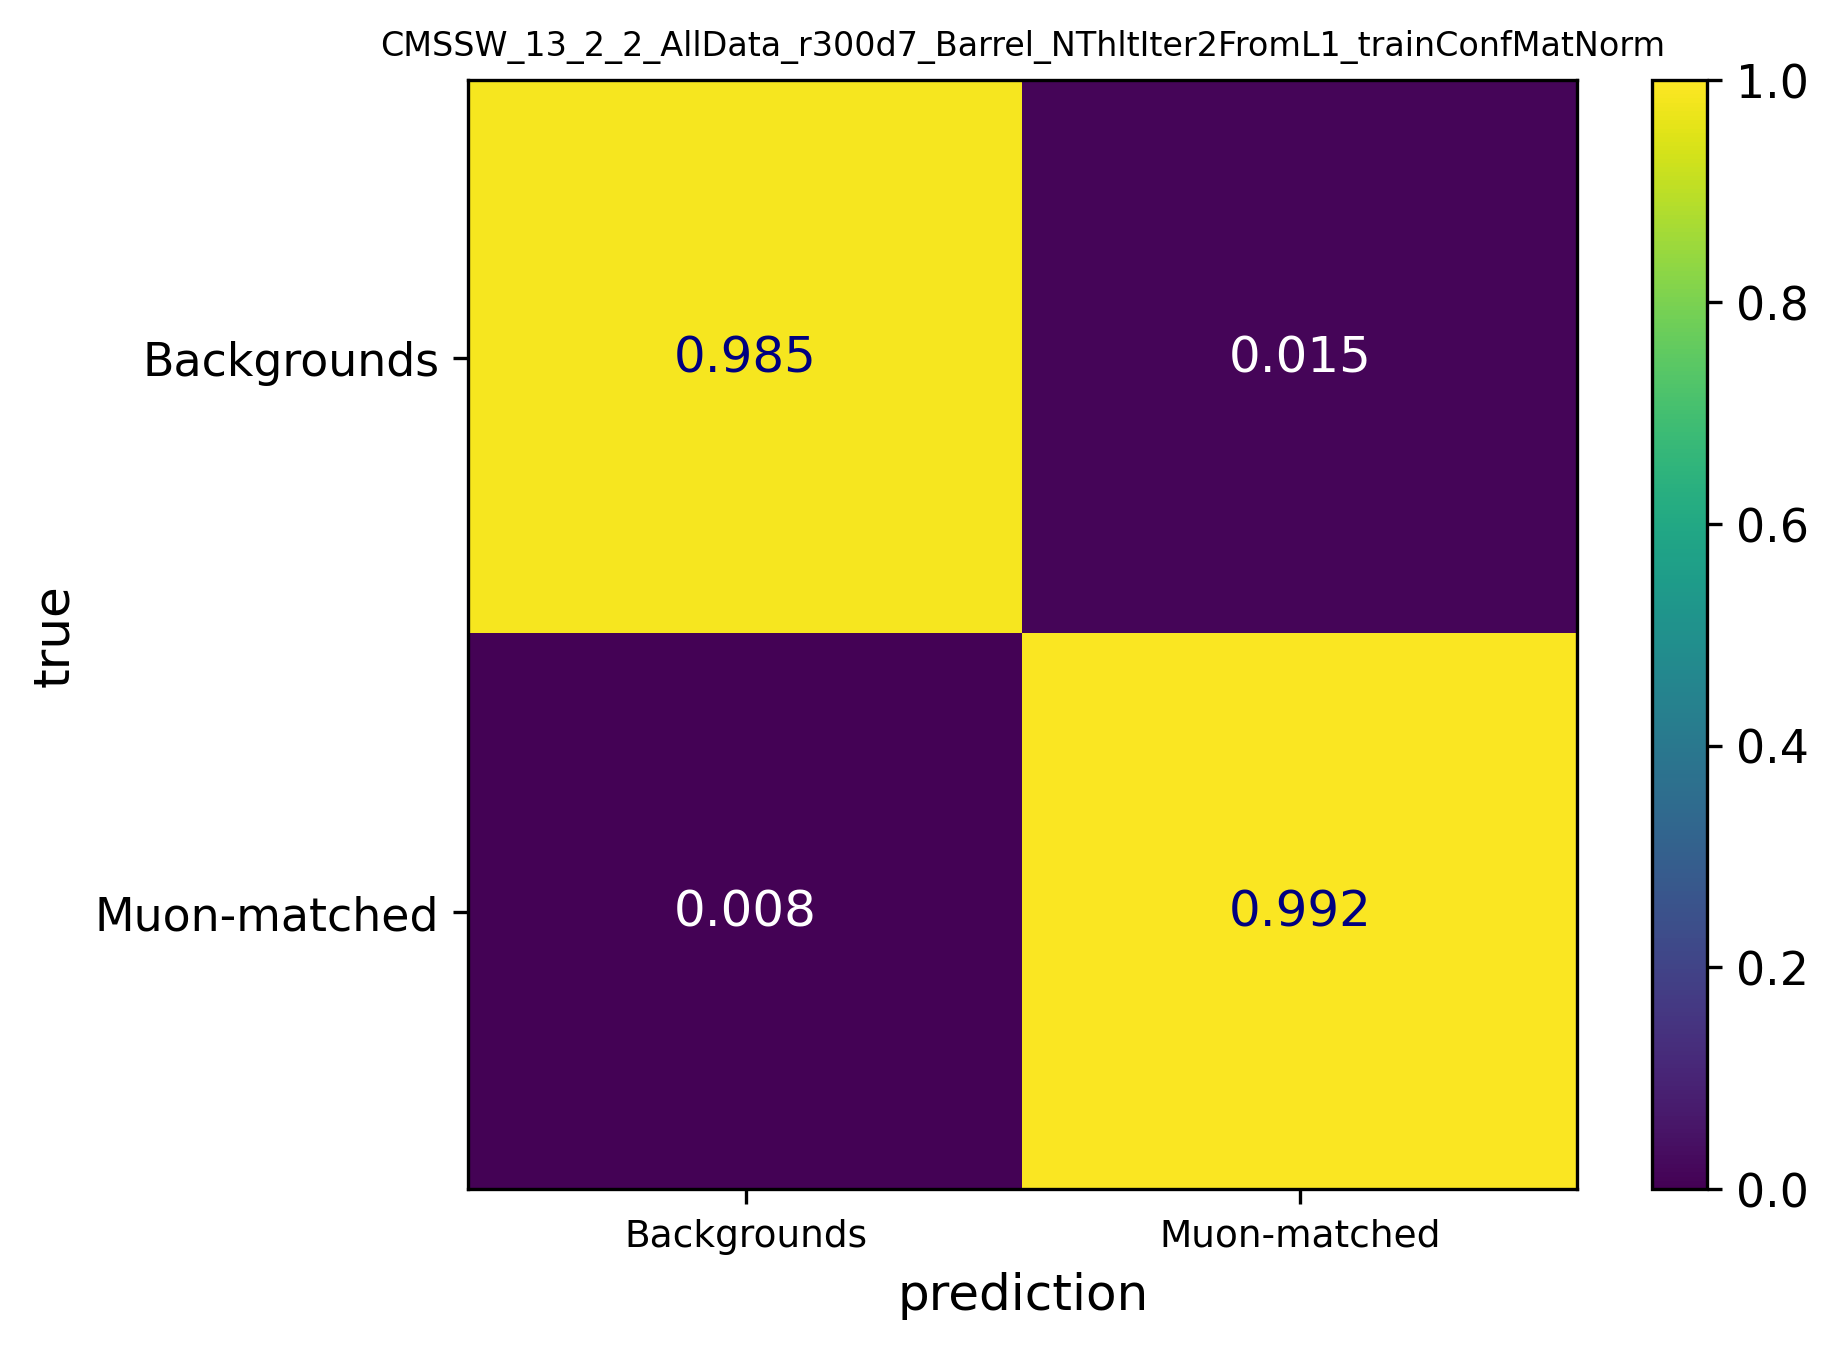 CMSSW_13_2_2_AllData_r300d7_Barrel_NThltIter2FromL1_trainConfMatNorm
1.0
0.8
0.6
0.4
0.2
0.0
true
Backgrounds
0.985
0.015
Muon-matched
0.008
0.992
Backgrounds
Muon-matched
prediction